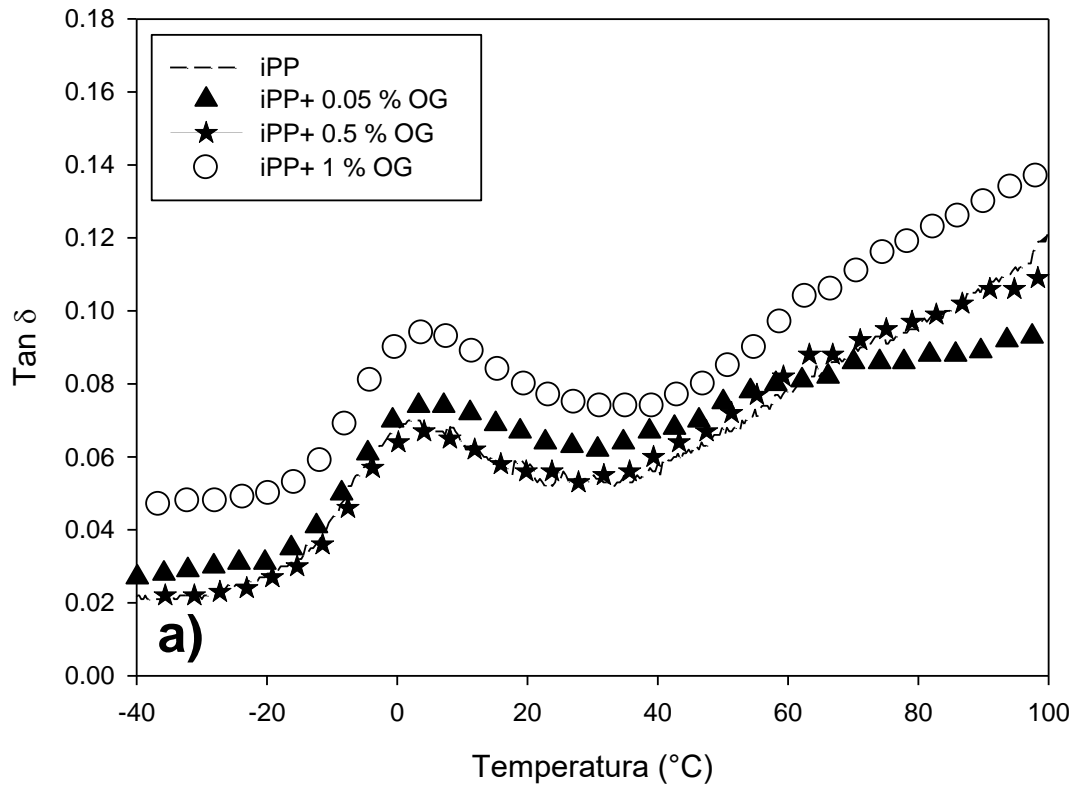 0.18
0.16
0.14
0.12
0.10
0.08
0.06
0.04
0.02
0.00
Tan δ
iPP
iPP+ 0.05 % OG
iPP+ 0.5 % OG
iPP+ 1 % OG
a)
-40 -20 0 20 40 60 80 100
Temperatura (°C)